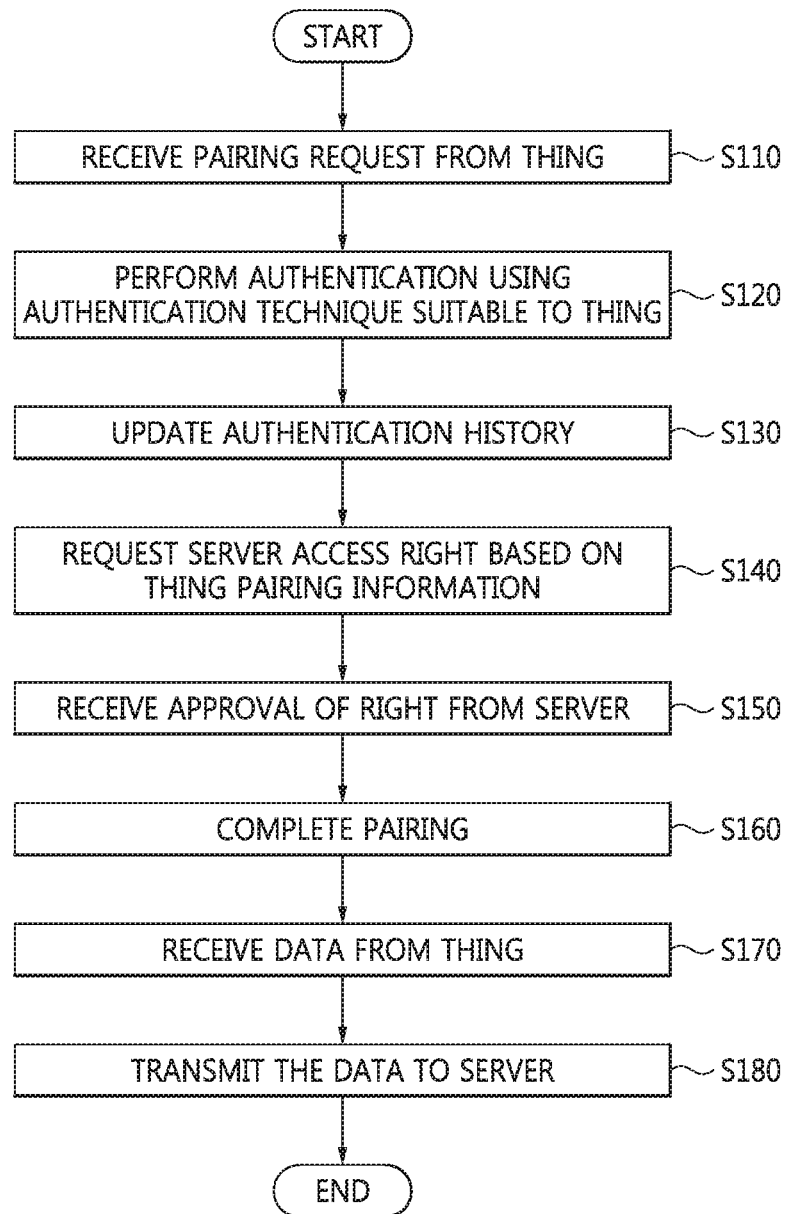 START
RECEIVE PAIRING REQUEST FROM THING
S110
PERFORM AUTHENTICATION USING
AUTHENTICATION TECHNIQUE SUITABLE TO THING
S120
UPDATE AUTHENTICATION HISTORY
S130
REQUEST SERVER ACCESS RIGHT BASED ON
THING PAIRING INFORMATION
S140
RECEIVE APPROVAL OF RIGHT FROM SERVER
S150
COMPLETE PAIRING
S160
RECEIVE DATA FROM THING
S170
TRANSMIT THE DATA TO SERVER
S180
END